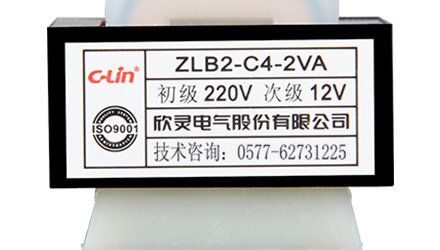 C-Lin
ISO9001
ZLB2-C4-2VA
初级 220V 次级 12V
欣灵电气股份有限公司
技术咨询：0577-62731225